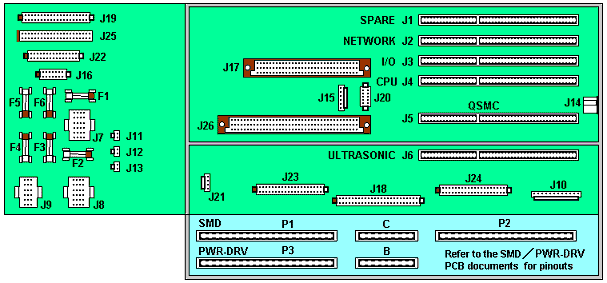 J19
J25
J22
J16
F5 F6 F1
J7
F4 F3 F2
J11
J12
J13
J9 J8
SPARE J1
NETWORK J2
I/O J3
CPU J4
J17
J15 J20
QSMC
J14
J5
J26
ULTRASONIC J6
J21
J23
J18
J24
J10
SMD P1 C P2
PWR-DRV P3 B
Refer to the SMD／PWR-DRV
PCB documents for pinouts